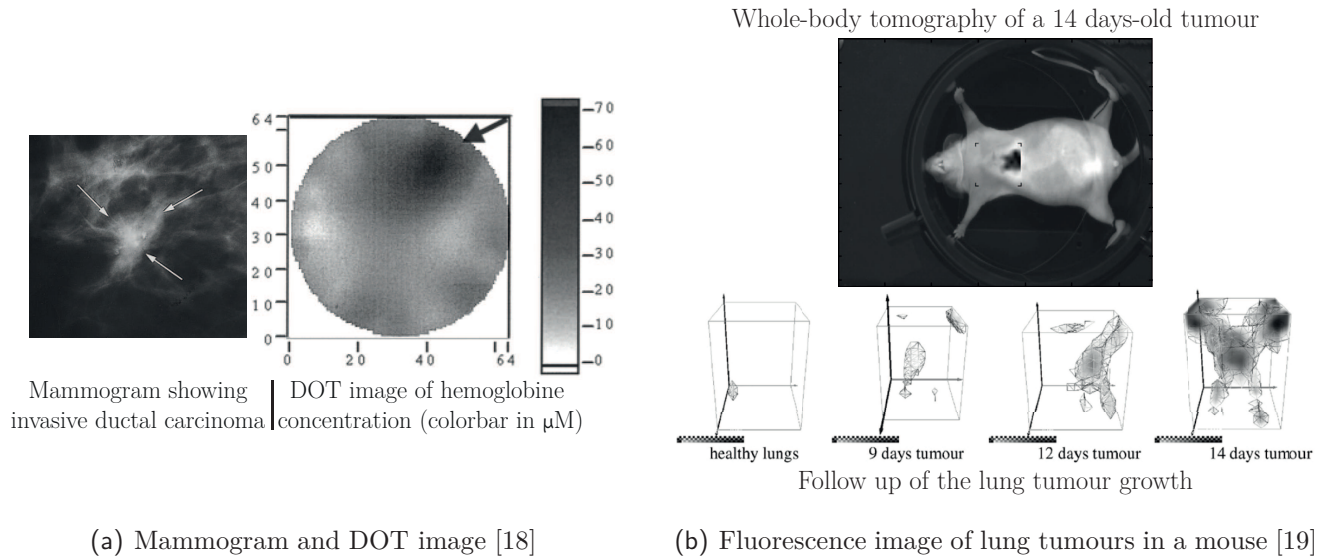 Whole-body tomography of a 14 days-old tumour
64
50
40
30
20
10
0
0
20
40
64
70
60
50
40
30
20
10
0
Mammogram showing
invasive ductal carcinoma
DOT image of hemoglobine
concentration (colorbar in µM)
healthy lungs
9 days tumour
12 days tumour
14 days tumour
Follow up of the lung tumour growth
(a) Mammogram and DOT image [18]
(b) Fluorescence image of lung tumours in a mouse [19]